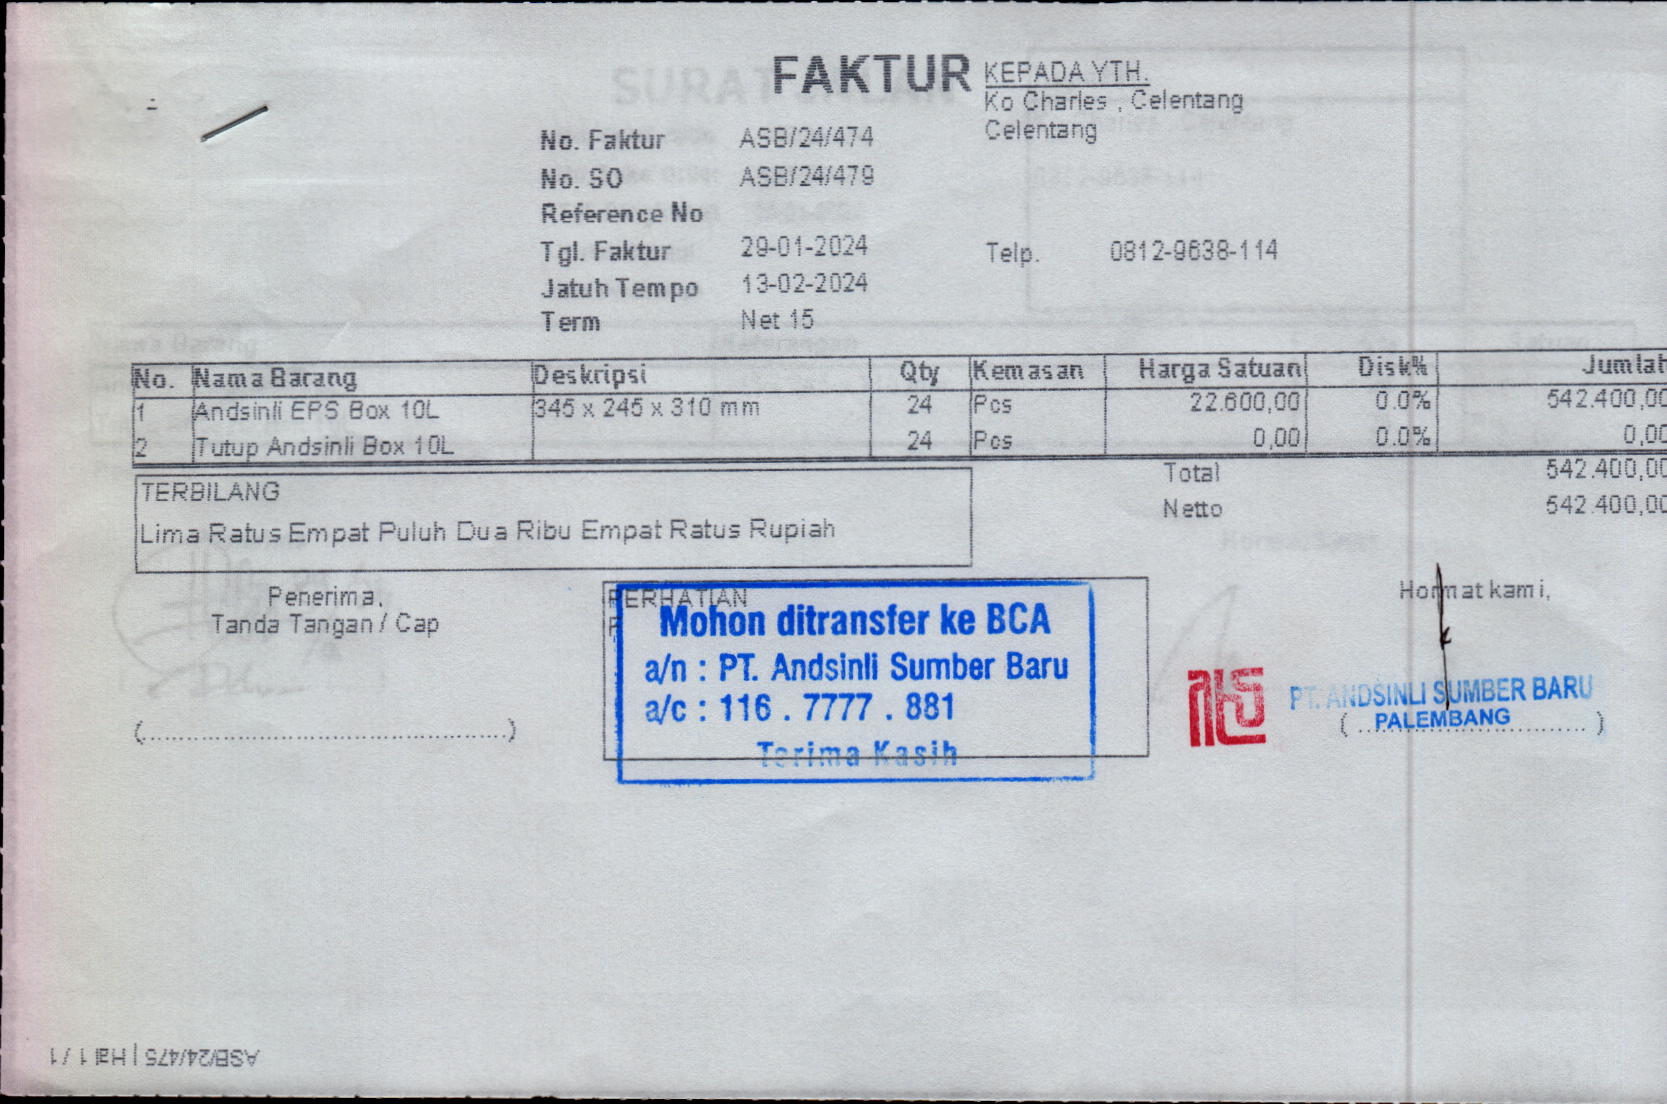 FAKTUR
KEPADA YTH.
Ko Charles , Celentang
Celentang
No. Faktur ASB/24/474
No. SO ASB/24/479
Reference No
Tgl. Faktur 29-01-2024
Telp. 0812-9638-114
Jatuh Tempo 13-02-2024
Term Net 15
No. Nama Barang Deskripsi Qty Kemasan Harga Satuan Disk% Jumlah
1 Andsinli EPS Box 10L 345 x 245 x 310 mm 24 Pcs 22.600,00 0.0% 542.400,00
2 Tutup Andsinli Box 10L 24 Pcs 0,00 0.0% 0,00
Total 542.400,00
Netto 542.400,00
TERBILANG
Lima Ratus Empat Puluh Dua Ribu Empat Ratus Rupiah
Penerima,
Tanda Tangan / Cap
(..............................................)
PERHATIAN
Mohon ditransfer ke BCA
a/n : PT. Andsinli Sumber Baru
a/c : 116 . 7777 . 881
Terima Kasih
Hormat kami,
PT. ANDSINLI SUMBER BARU
PALEMBANG
ASB/24/475 | Hal 1 / 1